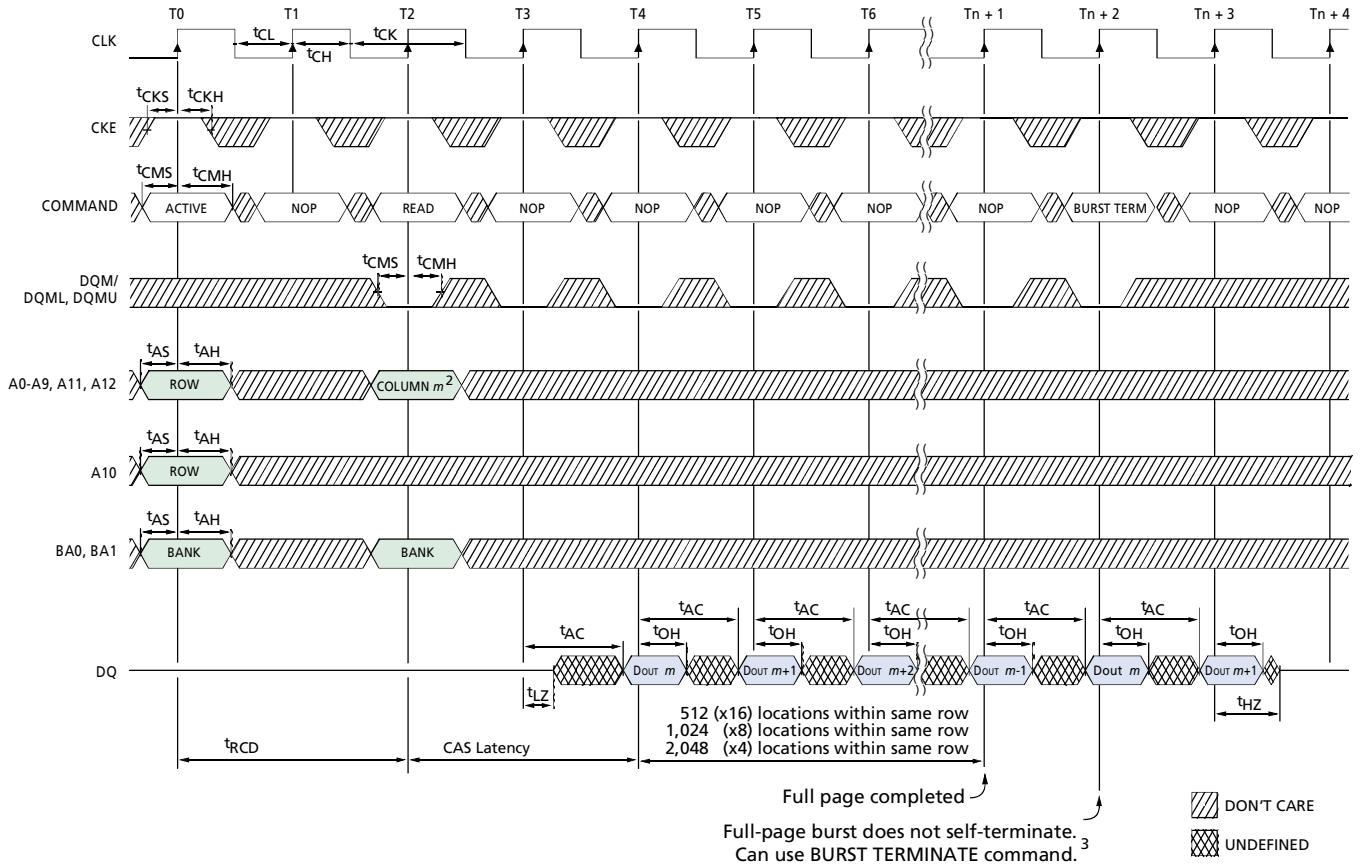 T0 T1 T2 T3 T4 T5 T6 Tn + 1 Tn + 2 Tn + 3 Tn + 4
CLK
tCL tCK
tCH
tCKS tCKH
CKE
tCMS tCMH
COMMAND ACTIVE NOP READ NOP NOP NOP NOP NOP BURST TERM NOP NOP
tCMS tCMH
DQM/
DQML, DQMU
tAS tAH
A0-A9, A11, A12 ROW COLUMN m2
tAS tAH
A10 ROW
tAS tAH
BA0, BA1 BANK BANK
tAC tAC tAC tAC tAC tAC
tOH tOH tOH tOH tOH tOH
DQ DOUT m DOUT m+1 DOUT m+2 DOUT m-1 Dout m DOUT m+1
tLZ tHZ
512 (x16) locations within same row
1,024 (x8) locations within same row
2,048 (x4) locations within same row
tRCD CAS Latency
Full page completed
Full-page burst does not self-terminate.
Can use BURST TERMINATE command. 3
DON'T CARE
UNDEFINED